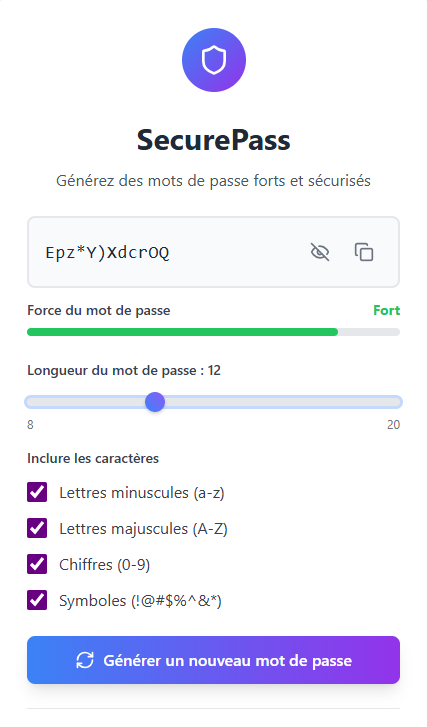 SecurePass
Générez des mots de passe forts et sécurisés
Epz*Y)XdcrOQ
Force du mot de passe Fort
Longueur du mot de passe : 12
8 20
Inclure les caractères
Lettres minuscules (a-z)
Lettres majuscules (A-Z)
Chiffres (0-9)
Symboles (!@#$%^&*)
Générer un nouveau mot de passe